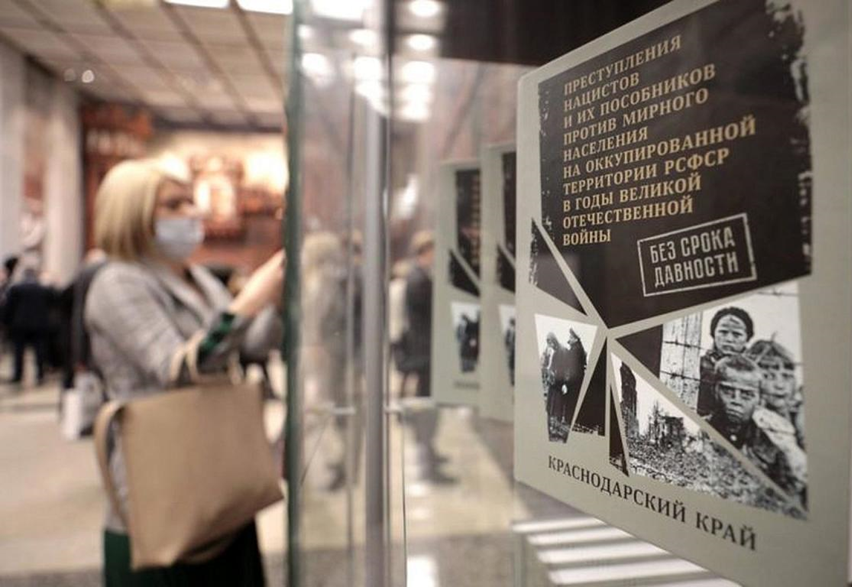 ПРЕСТУПЛЕНИЯ
НАЦИСТОВ
И ИХ ПОСОБНИКОВ
ПРОТИВ МИРНОГО
НАСЕЛЕНИЯ
НА ОККУПИРОВАННОЙ
ТЕРРИТОРИИ РСФСР
В ГОДЫ ВЕЛИКОЙ
ОТЕЧЕСТВЕННОЙ
ВОЙНЫ
БЕЗ СРОКА
ДАВНОСТИ
КРАСНОДАРСКИЙ КРАЙ